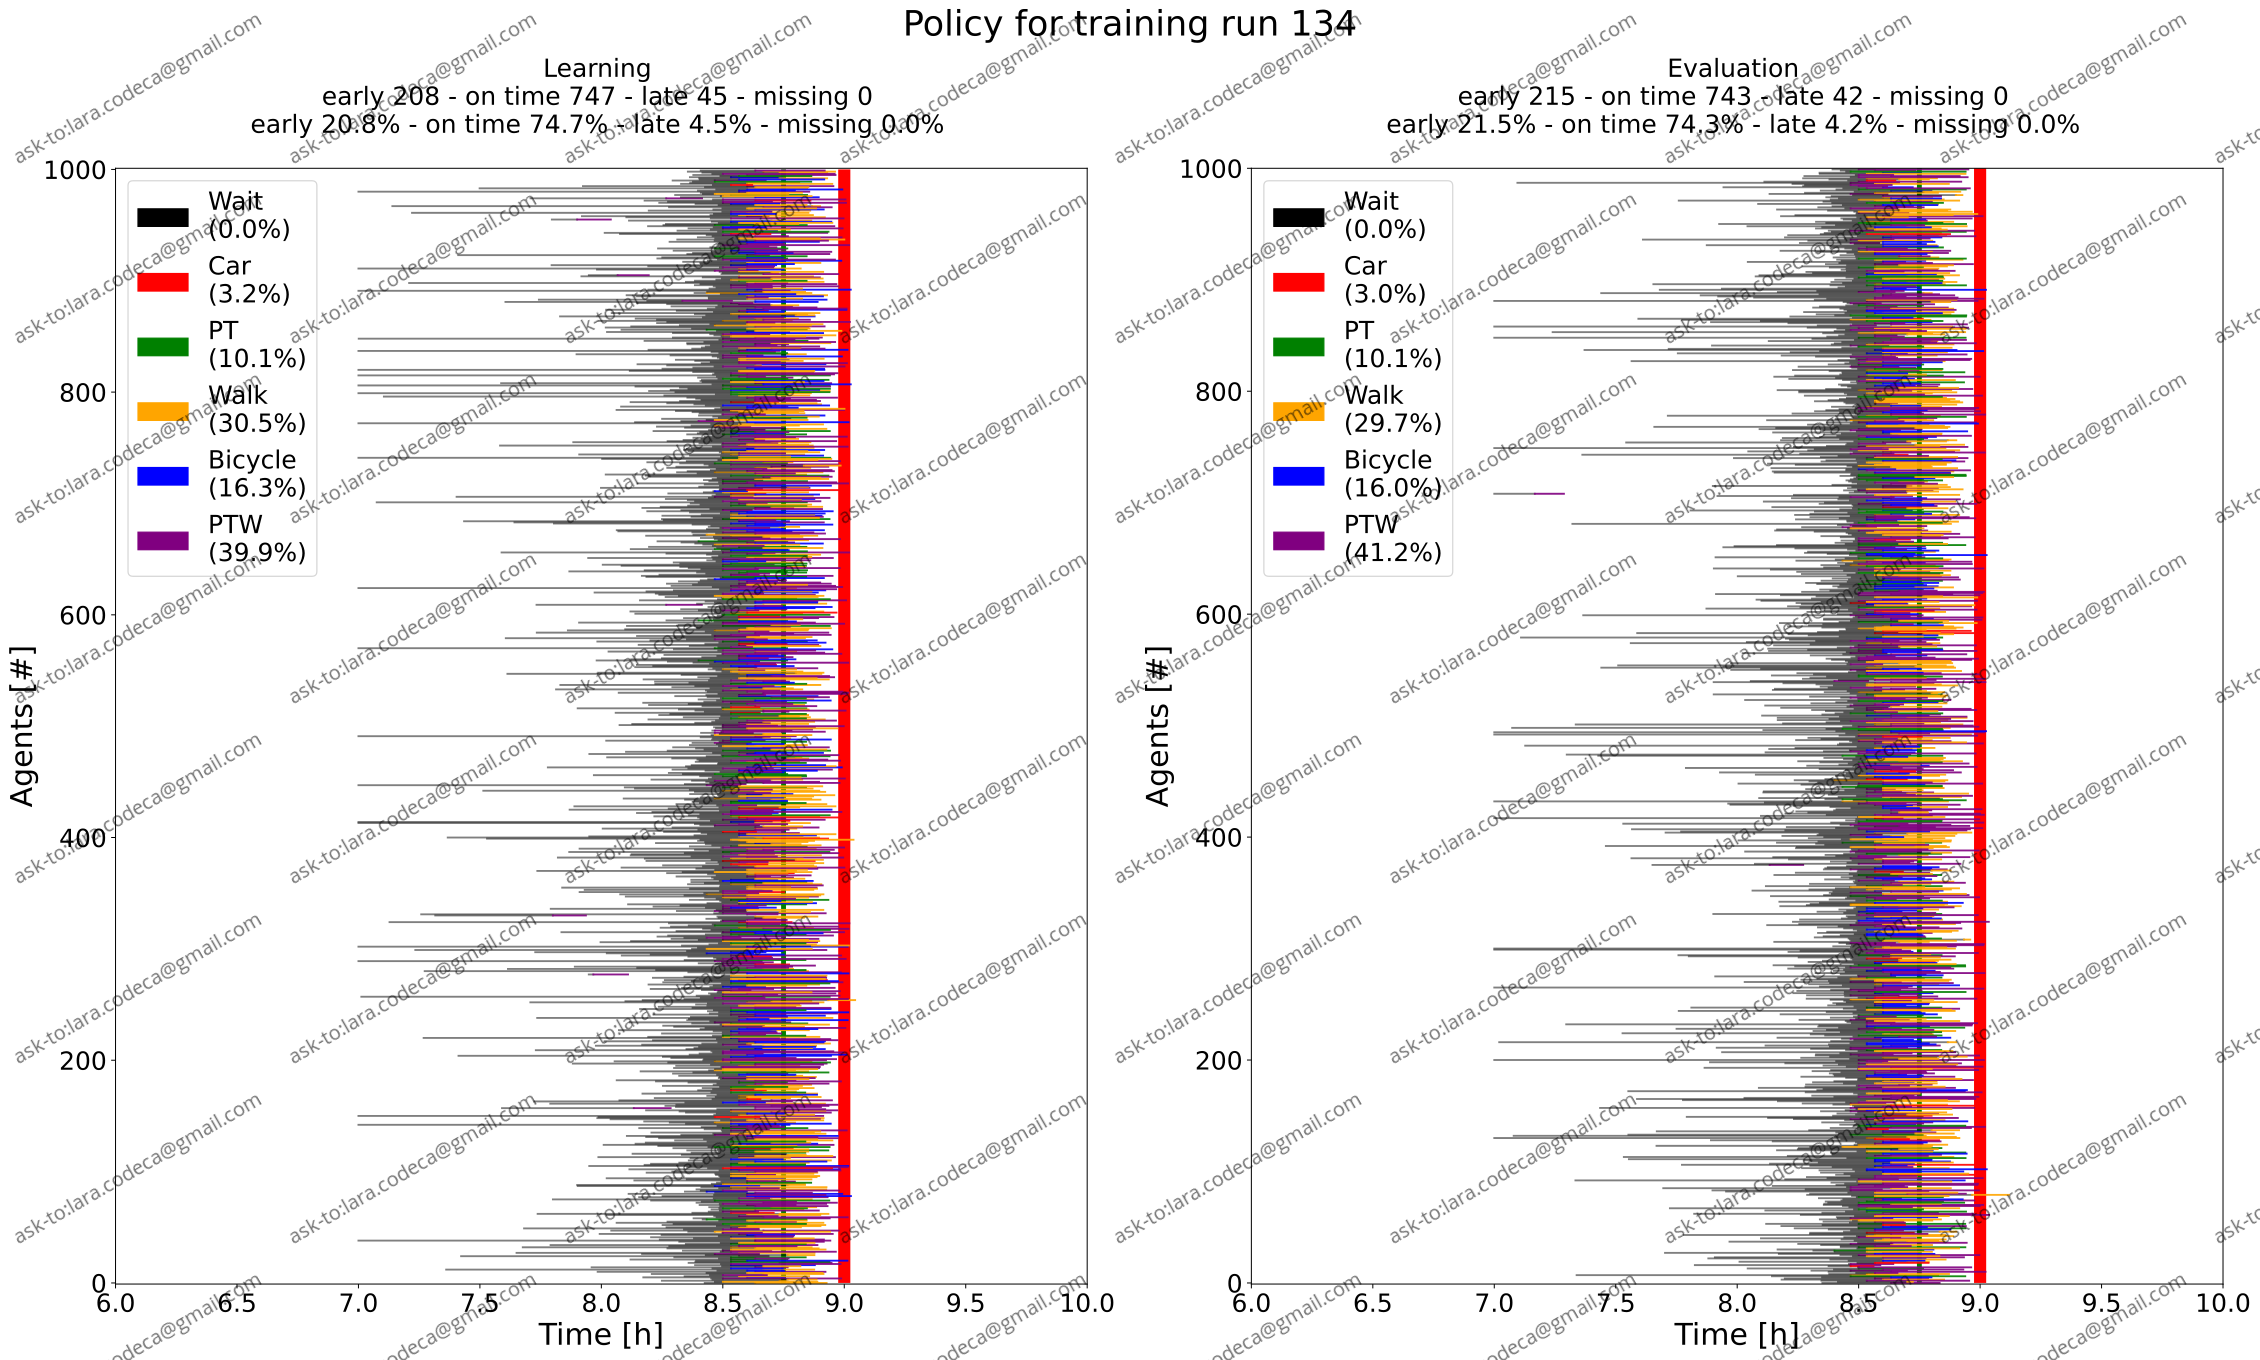 Policy for training run 134
Learning
early 208 - on time 747 - late 45 - missing 0
early 20.8% - on time 74.7% - late 4.5% - missing 0.0%
1000
800
600
400
200
0
Agents [#]
Wait
(0.0%)
Car
(3.2%)
PT
(10.1%)
Walk
(30.5%)
Bicycle
(16.3%)
PTW
(39.9%)
6.0 6.5 7.0 7.5 8.0 8.5 9.0 9.5 10.0
Time [h]
Evaluation
early 215 - on time 743 - late 42 - missing 0
early 21.5% - on time 74.3% - late 4.2% - missing 0.0%
1000
800
600
400
200
0
Agents [#]
Wait
(0.0%)
Car
(3.0%)
PT
(10.1%)
Walk
(29.7%)
Bicycle
(16.0%)
PTW
(41.2%)
6.0 6.5 7.0 7.5 8.0 8.5 9.0 9.5 10.0
Time [h]
ask-to:lara.codeca@gmail.com